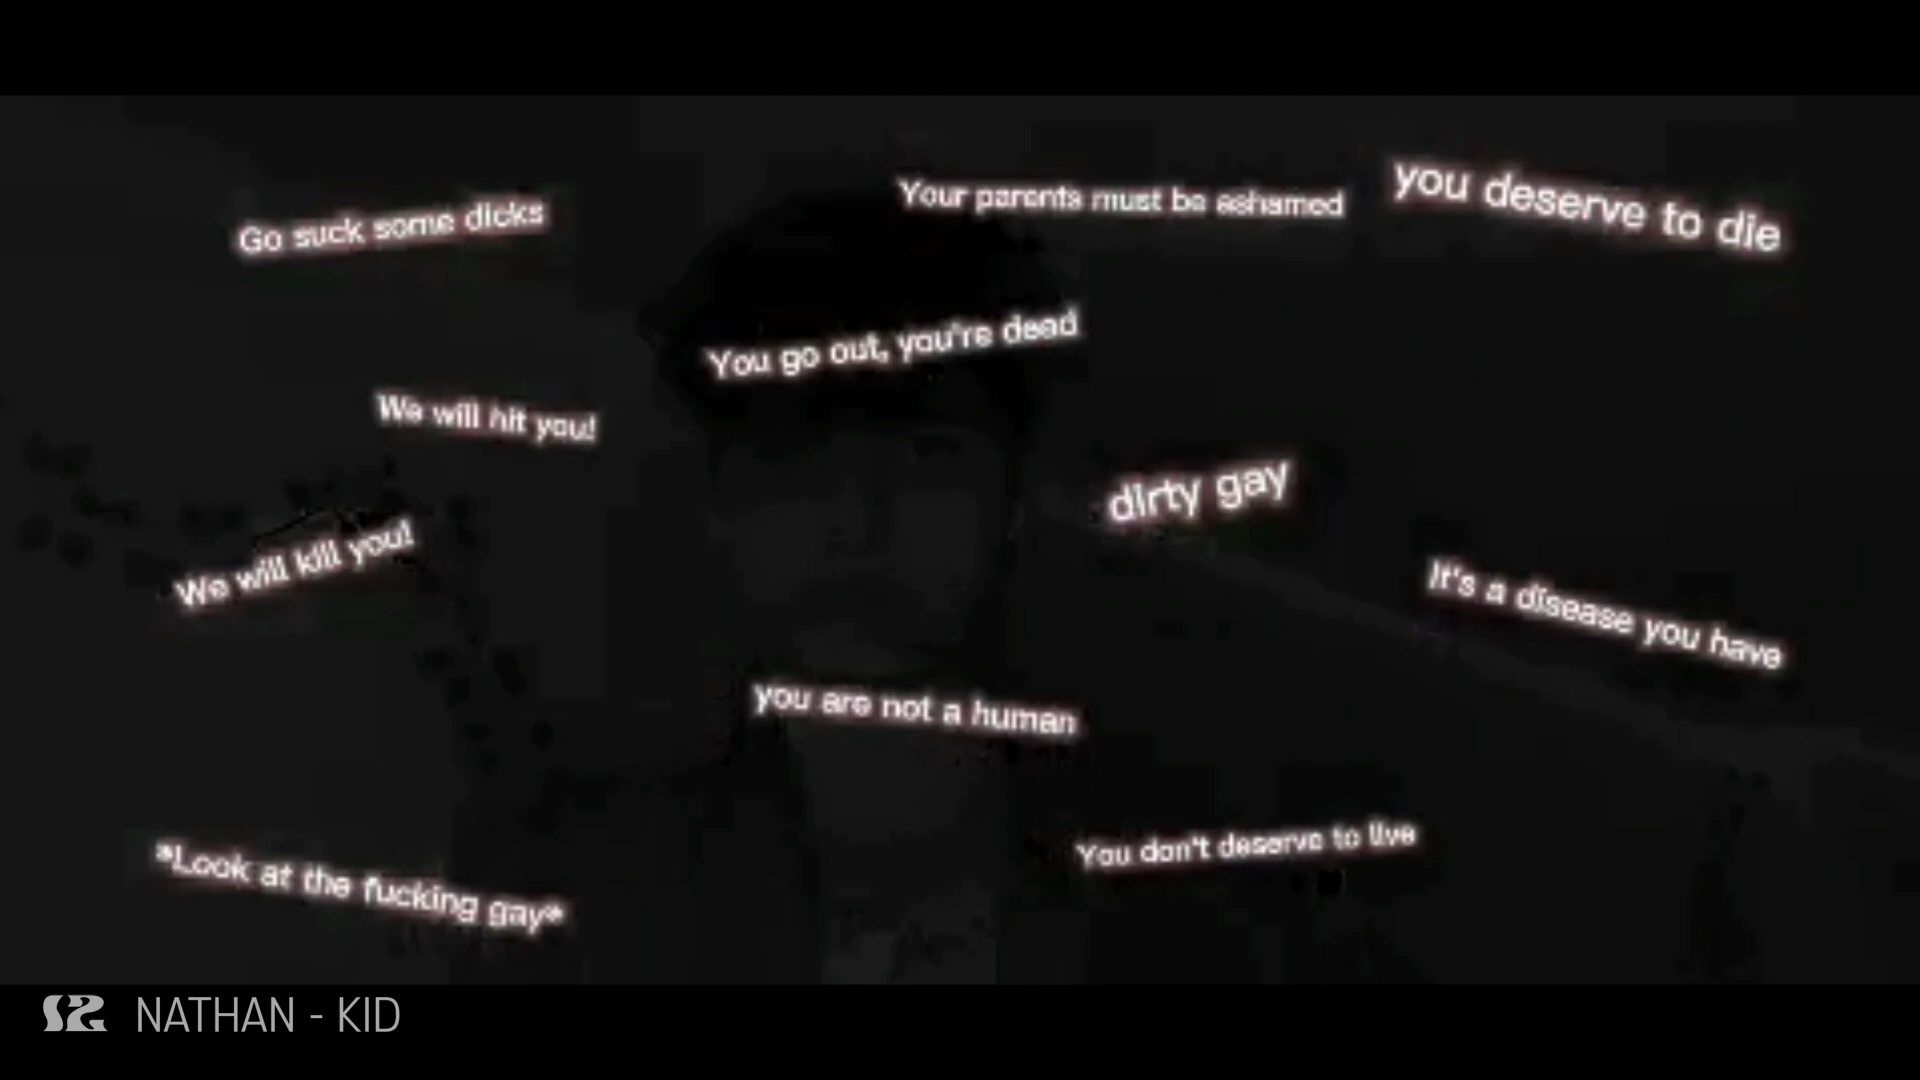 Go suck some dicks
Your parents must be ashamed
you deserve to die
You go out, you're dead
We will hit you!
dirty gay
We will kill you!
It's a disease you have
you are not a human
You don't deserve to live
*Look at the fucking gay*
NATHAN - KID